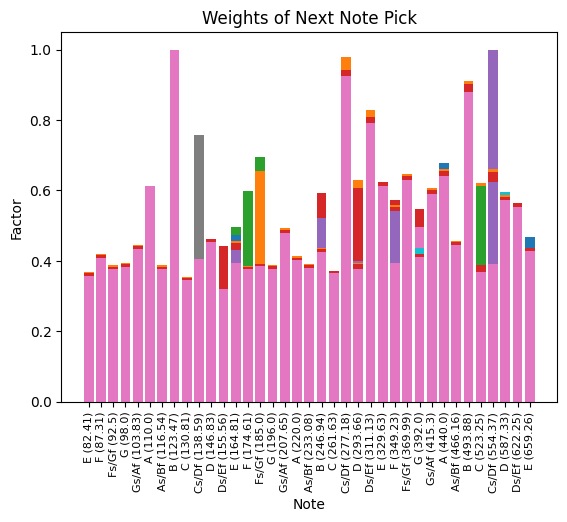 Weights of Next Note Pick
Factor
1.0
0.8
0.6
0.4
0.2
0.0
E (82.41)
F (87.31)
Fs/Gf (92.5)
G (98.0)
Gs/Af (103.83)
A (110.0)
As/Bf (116.54)
B (123.47)
C (130.81)
Cs/Df (138.59)
D (146.83)
Ds/Ef (155.56)
E (164.81)
F (174.61)
Fs/Gf (185.0)
G (196.0)
Gs/Af (207.65)
A (220.0)
As/Bf (233.08)
B (246.94)
C (261.63)
Cs/Df (277.18)
D (293.66)
Ds/Ef (311.13)
E (329.63)
F (349.23)
Fs/Gf (369.99)
G (392.0)
Gs/Af (415.3)
A (440.0)
As/Bf (466.16)
B (493.88)
C (523.25)
Cs/Df (554.37)
D (587.33)
Ds/Ef (622.25)
E (659.26)
Note